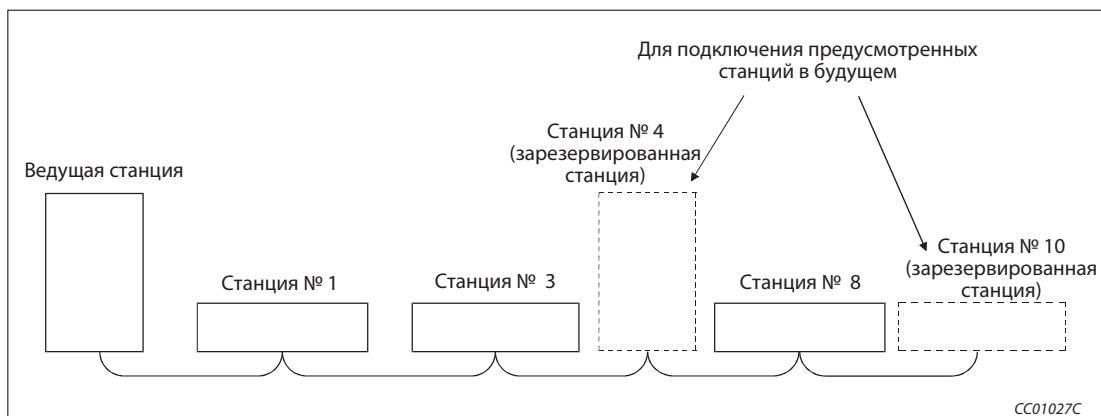 Для подключения предусмотренных
станций в будущем
Станция № 4
(зарезервированная
станция)
Ведущая станция
Станция № 10
(зарезервированная
станция)
Станция № 1
Станция № 3
Станция № 8
CC01027C